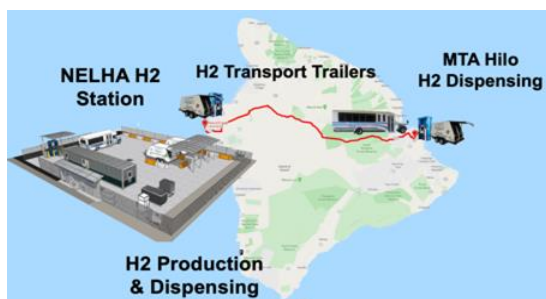 NELHA H2
Station
H2 Transport Trailers
MTA Hilo
H2 Dispensing
H2 Production
& Dispensing